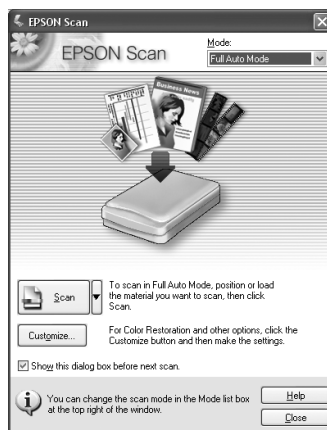 EPSON Scan
EPSON Scan
Mode:
Full Auto Mode
Business News
Scan
To scan in Full Auto Mode, position or load
the material you want to scan, then click
Scan.
Customize...
For Color Restoration and other options, click the
Customize button and then make the settings.
Show this dialog box before next scan.
You can change the scan mode in the Mode list box
at the top right of the window.
Help
Close